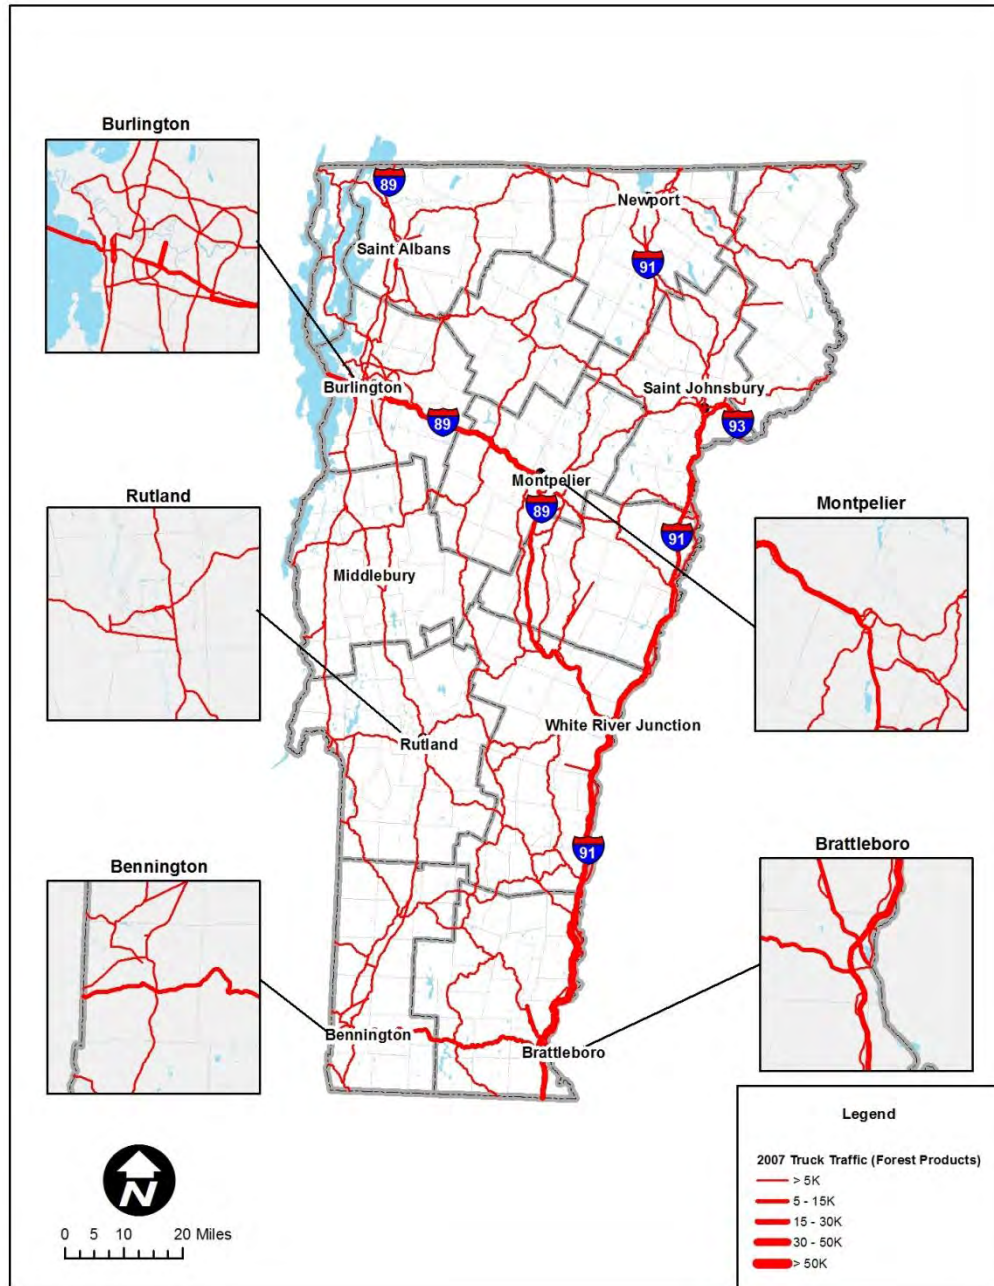 Burlington
89
Newport
Saint Albans
91
Burlington
Saint Johnsbury
89
93
Rutland
Montpelier
89
Montpelier
91
Middlebury
White River Junction
Rutland
91
Bennington
Brattleboro
Bennington
Brattleboro
Legend
2007 Truck Traffic (Forest Products)
> 5K
5 - 15K
15 - 30K
30 - 50K
> 50K
N
0 5 10 20 Miles